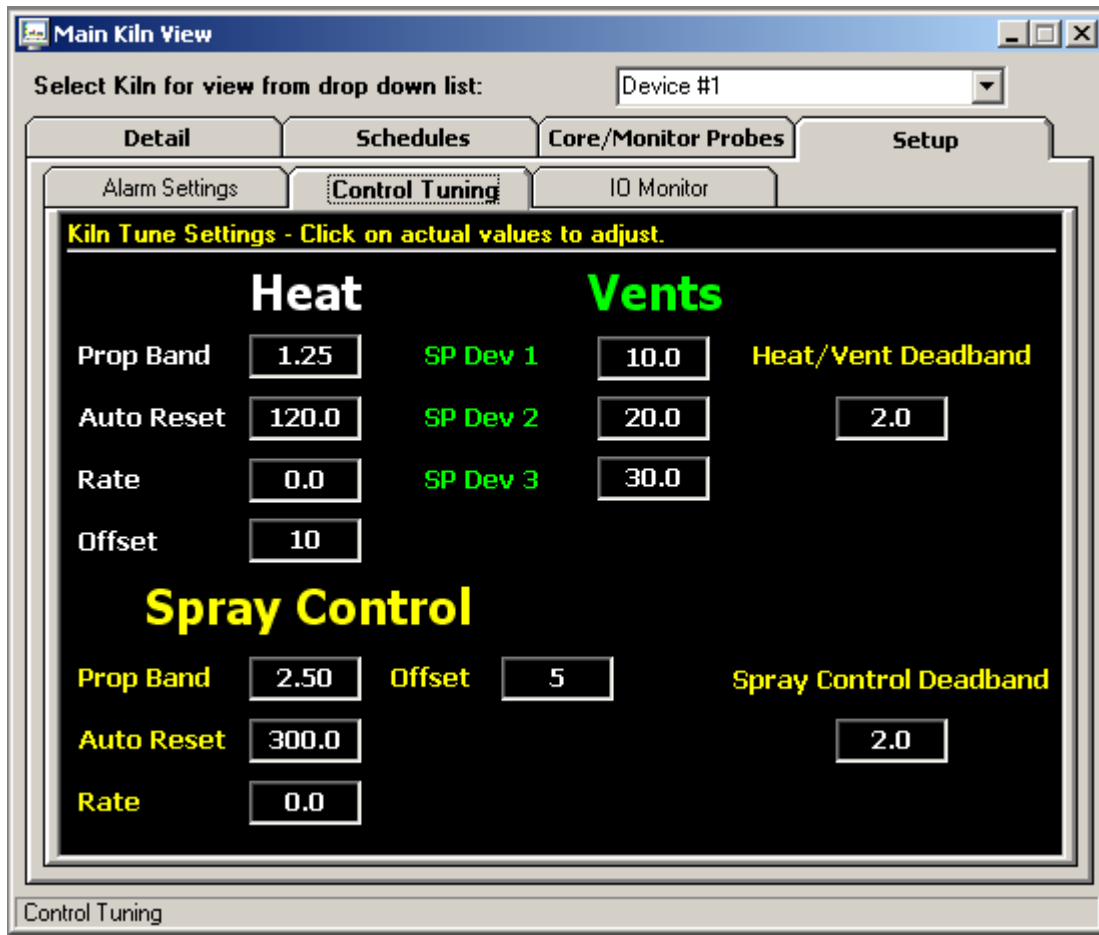 Main Kiln View
Select Kiln for view from drop down list: Device #1
Detail Schedules Core/Monitor Probes Setup
Alarm Settings Control Tuning IO Monitor
Kiln Tune Settings - Click on actual values to adjust.
Heat Vents
Prop Band 1.25 SP Dev 1 10.0 Heat/Vent Deadband
Auto Reset 120.0 SP Dev 2 20.0 2.0
Rate 0.0 SP Dev 3 30.0
Offset 10
Spray Control
Prop Band 2.50 Offset 5 Spray Control Deadband
Auto Reset 300.0 2.0
Rate 0.0
Control Tuning